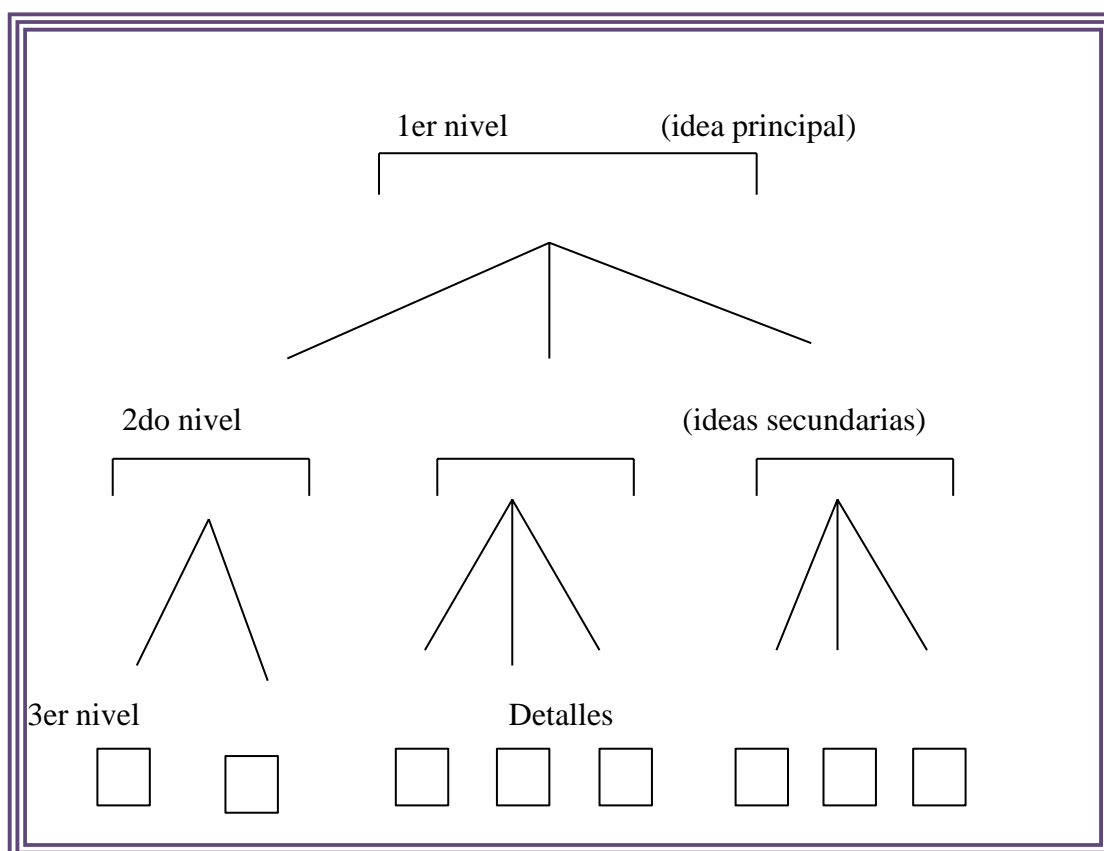 1er nivel (idea principal)
2do nivel (ideas secundarias)
3er nivel Detalles